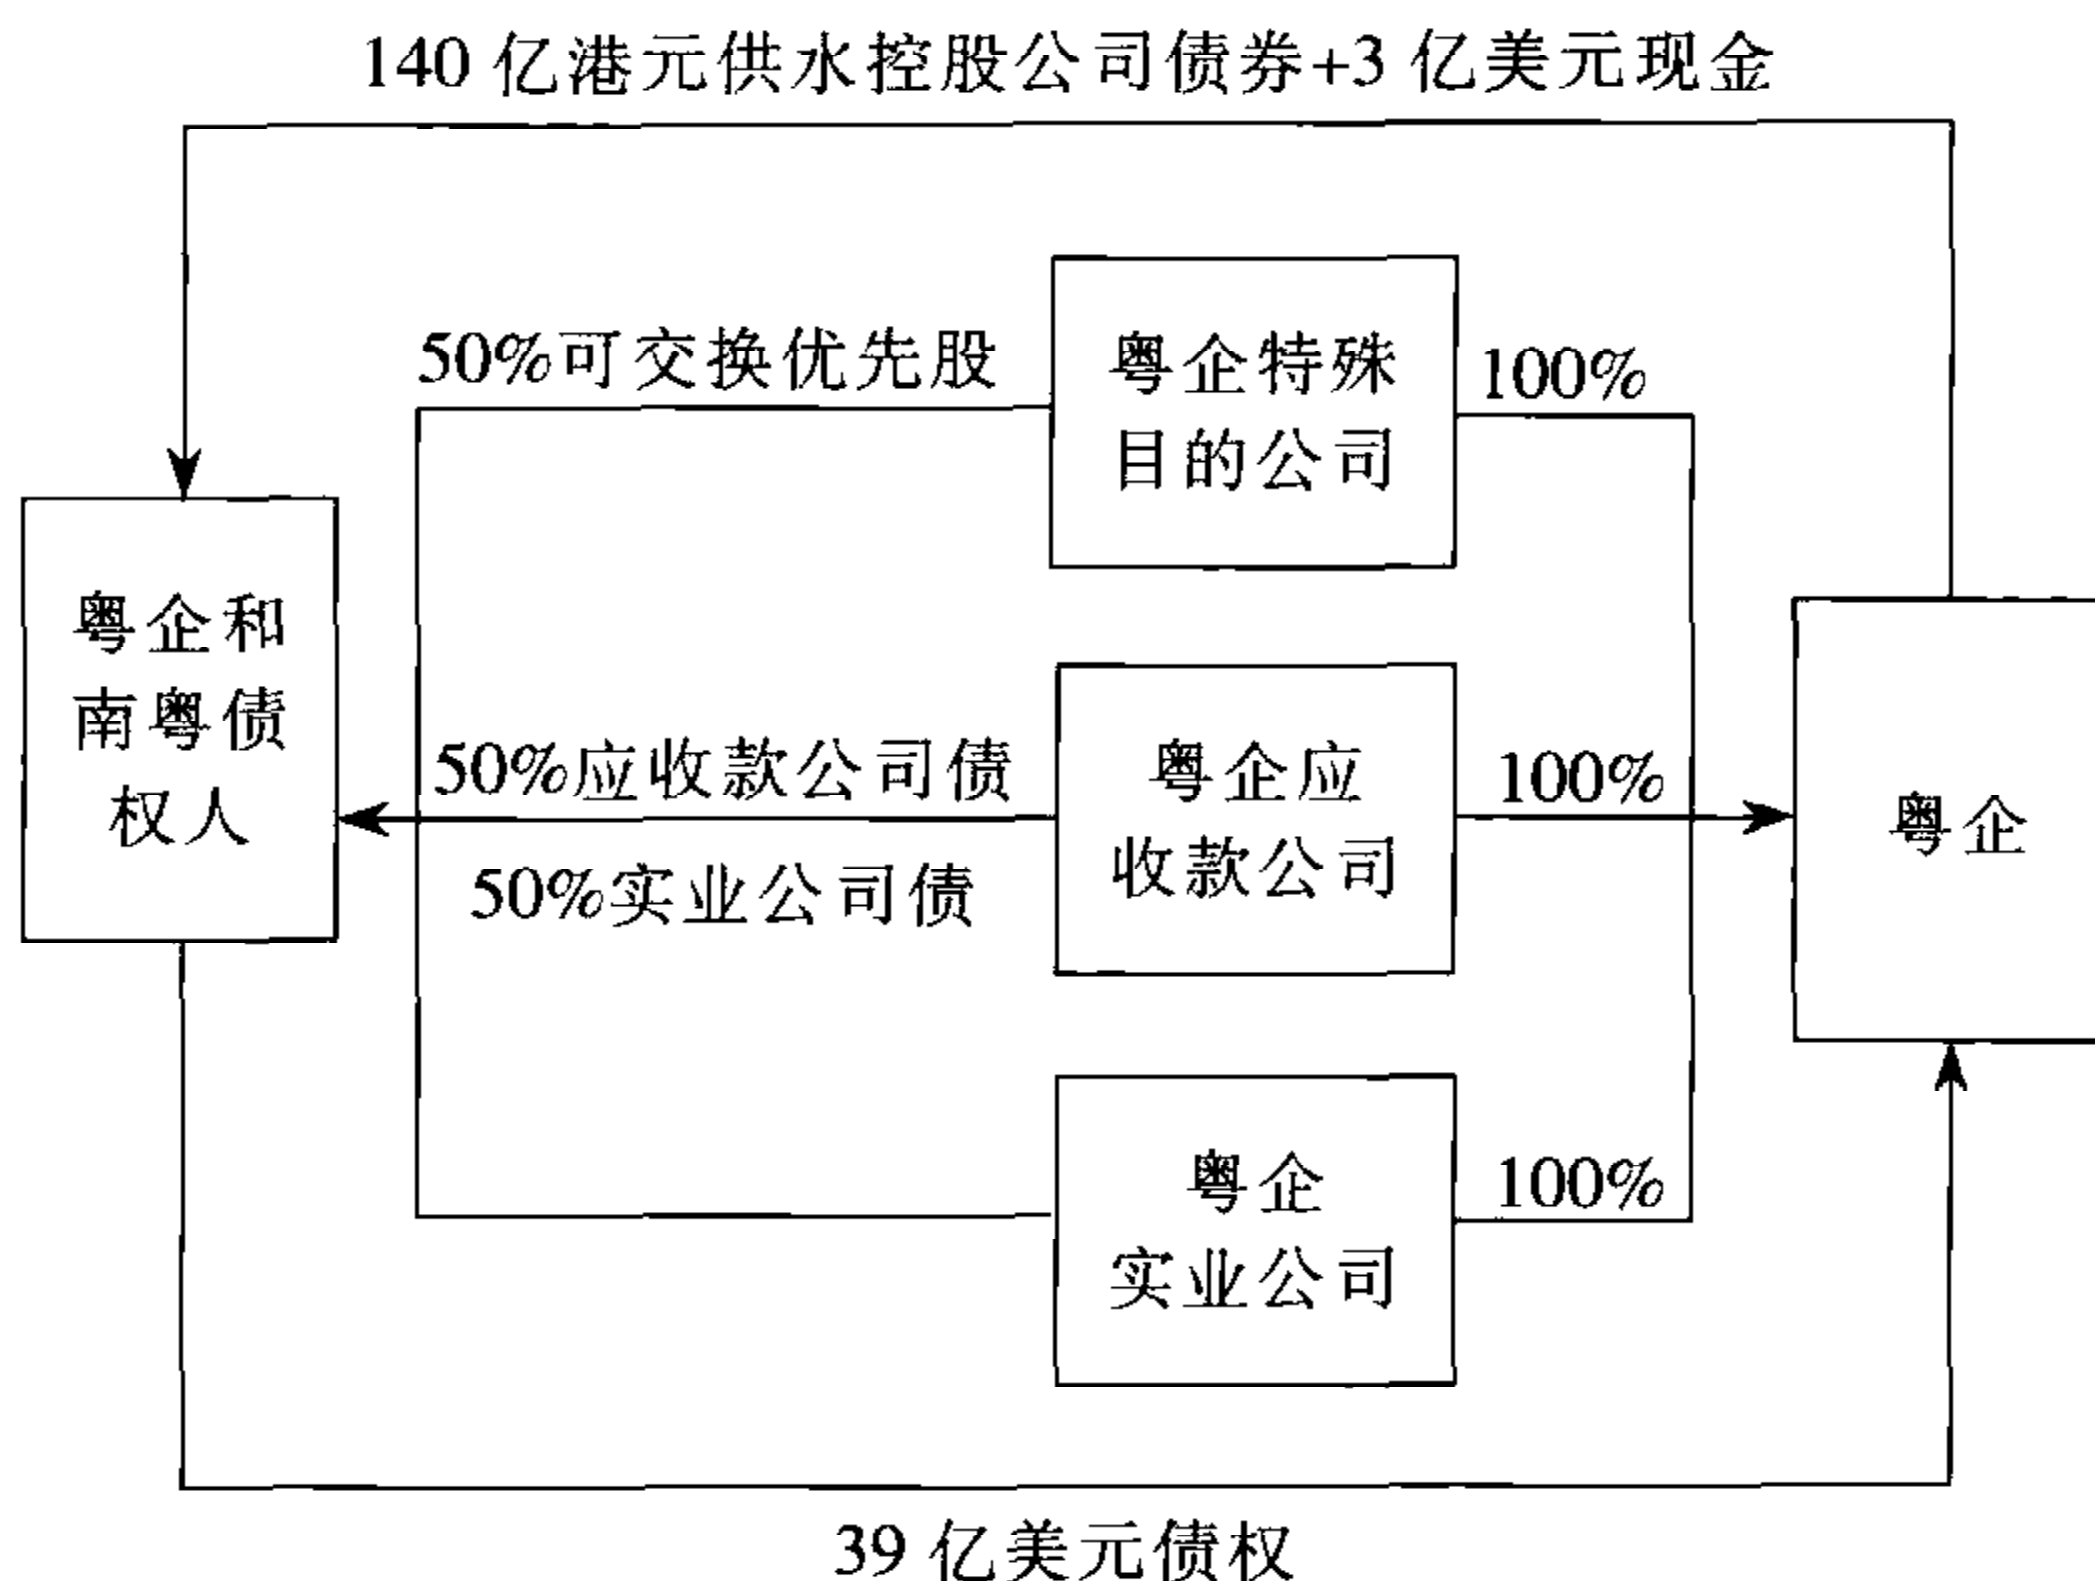 140 亿港元供水控股公司债券+3 亿美元现金
50%可交换优先股
粤企特殊
目的公司
100%
粤企和
南粤债
权人
50%应收款公司债
50%实业公司债
粤企应
收款公司
100%
粤企
粤企
实业公司
100%
39 亿美元债权